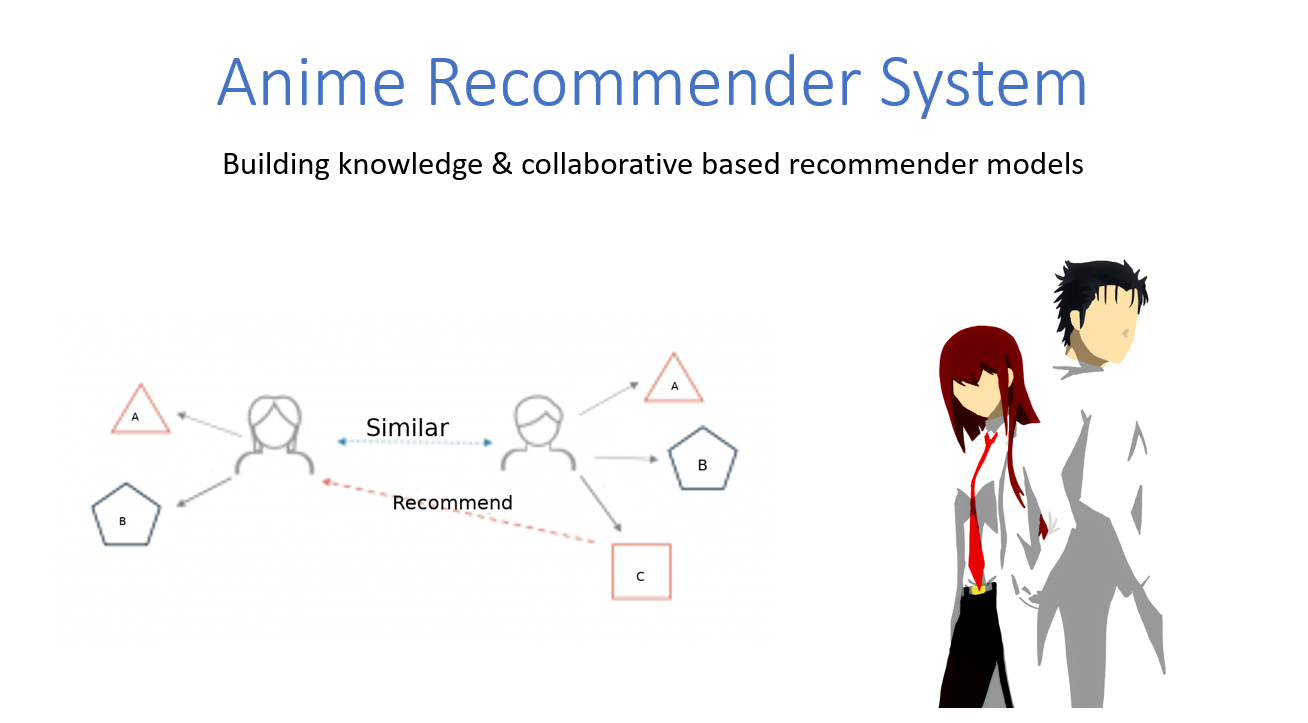 Anime Recommender System
Building knowledge & collaborative based recommender models
A
B
Similar
Recommend
A
B
C